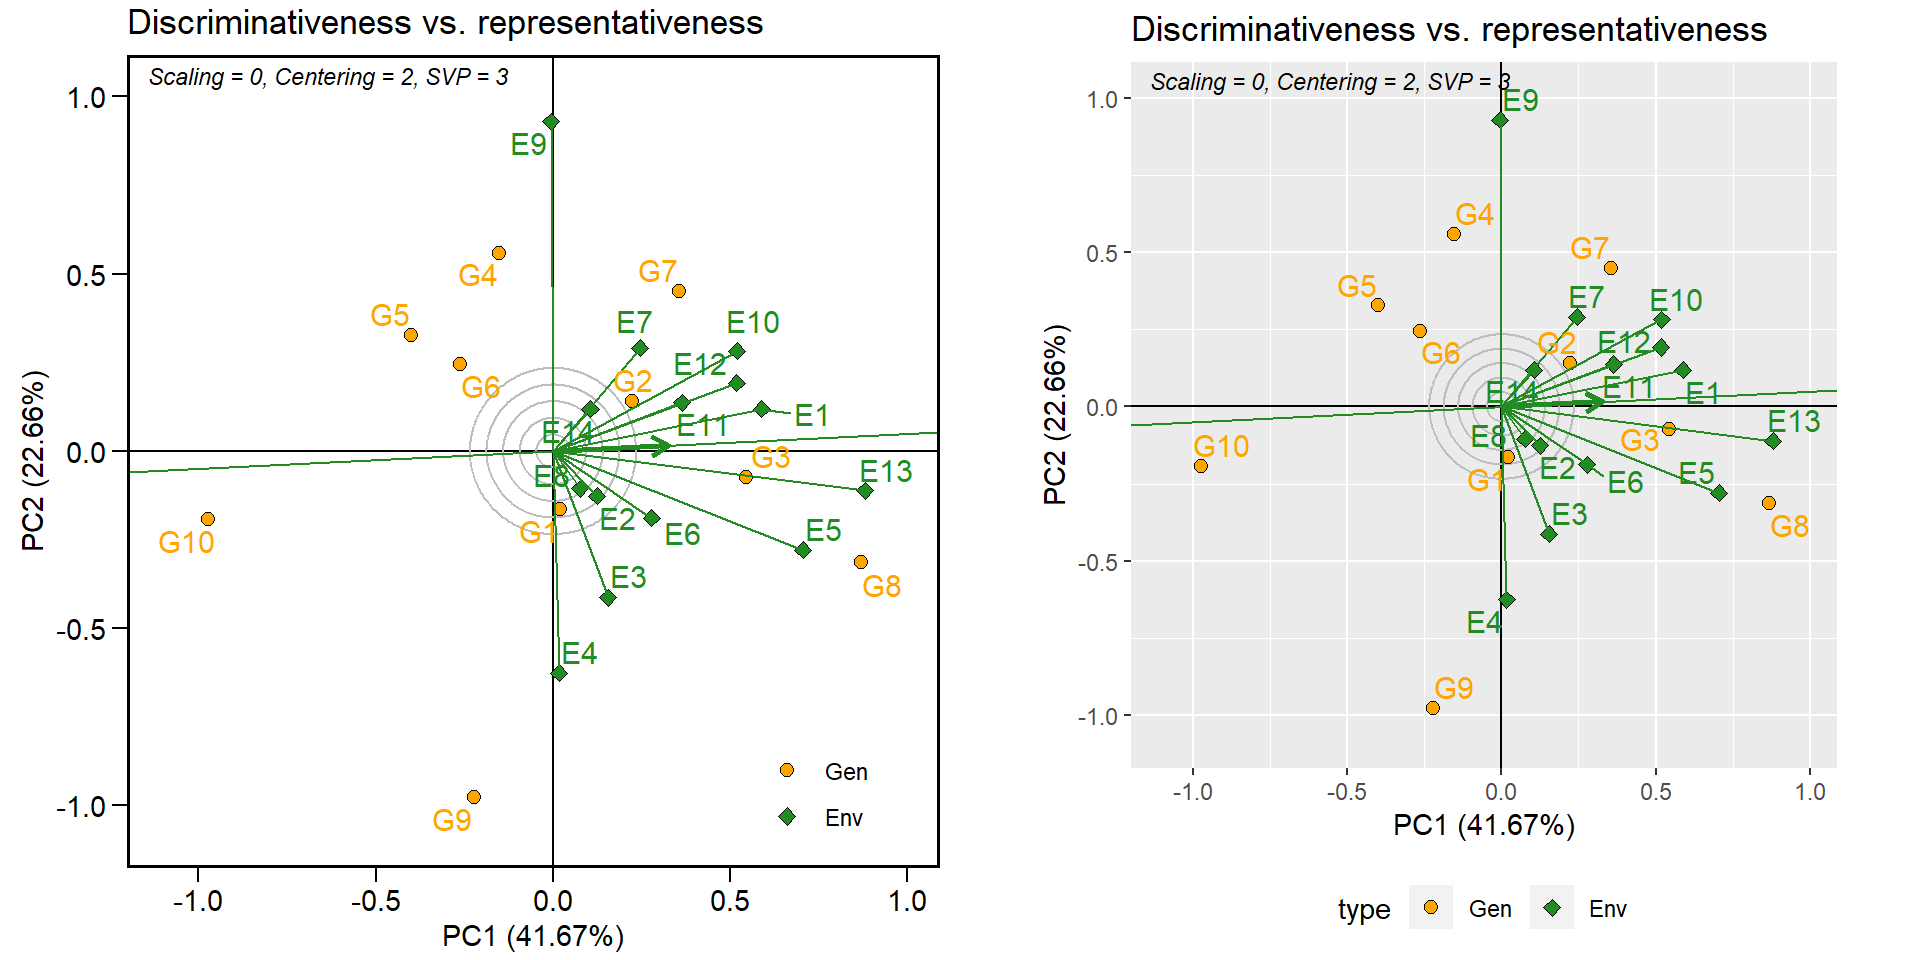 Discriminativeness vs. representativeness
Scaling = 0, Centering = 2, SVP = 3
1.0
0.5
0.0
-0.5
-1.0
PC2 (22.66%)
E9
G4
G7
G5
E7
E10
G6
G2
E12
E11
E1
E14
G3
E8
E13
G10
G1
E2
E6
E5
G8
E3
E4
G9
Gen
Env
-1.0
-0.5
0.0
0.5
1.0
PC1 (41.67%)
Discriminativeness vs. representativeness
Scaling = 0, Centering = 2, SVP = 3
1.0
0.5
0.0
-0.5
-1.0
PC2 (22.66%)
E9
G4
G7
G5
E7
E10
G6
G2
E12
E14
E11
E1
E13
E8
G3
G10
G1
E2
E6
E5
E3
G8
E4
G9
-1.0
-0.5
0.0
0.5
1.0
PC1 (41.67%)
type
Gen
Env